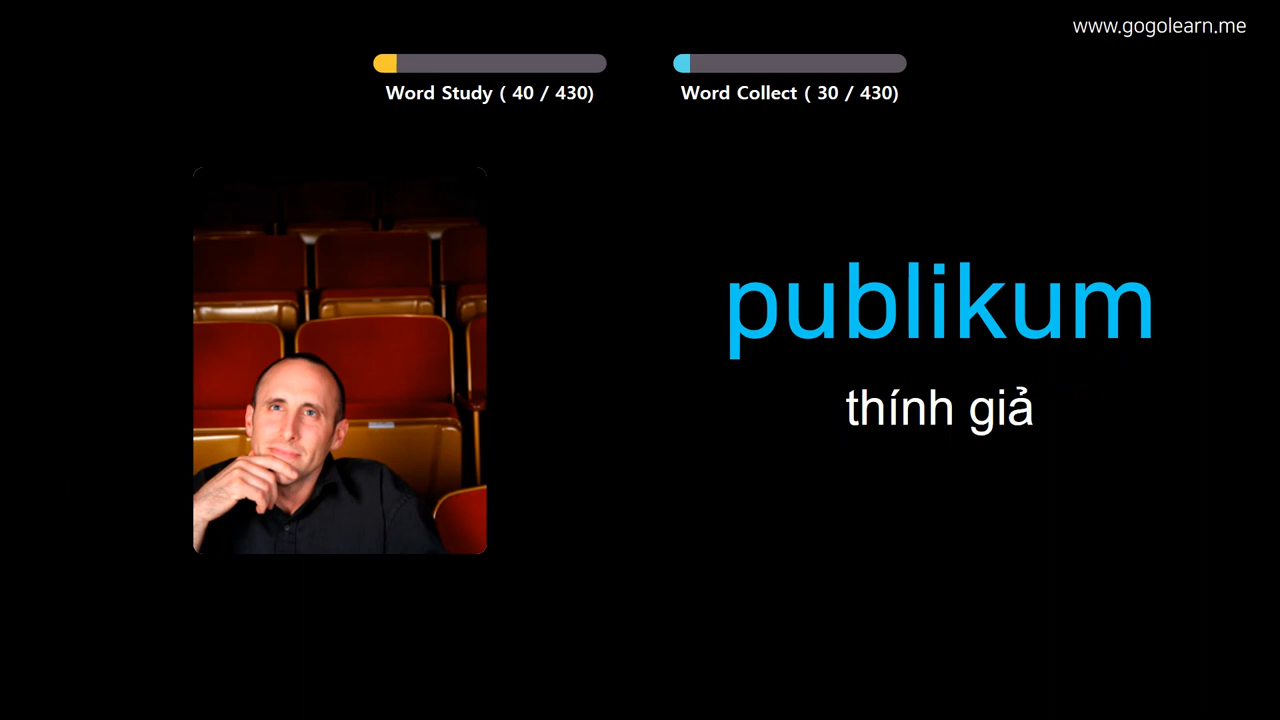 www.gogolearn.me
Word Study ( 40 / 430)
Word Collect ( 30 / 430)
publikum
thính giả